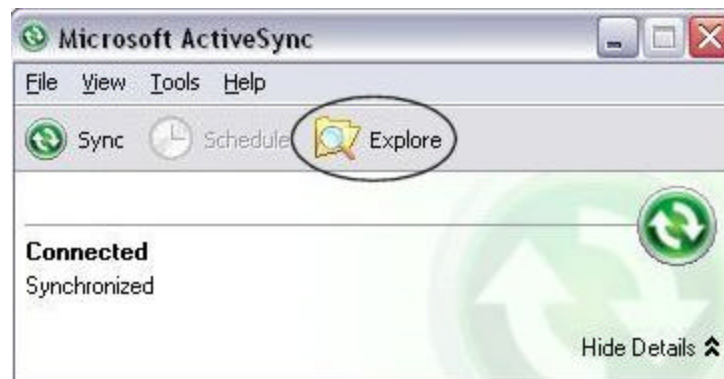 Microsoft ActiveSync
File View Tools Help
Sync Schedule Explore
Connected
Synchronized
Hide Details